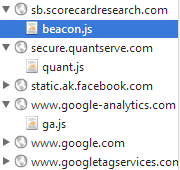 sb.scorecardresearch.com
beacon.js
secure.quantserve.com
quant.js
static.ak.facebook.com
www.google-analytics.com
ga.js
www.google.com
www.googletagservices.com